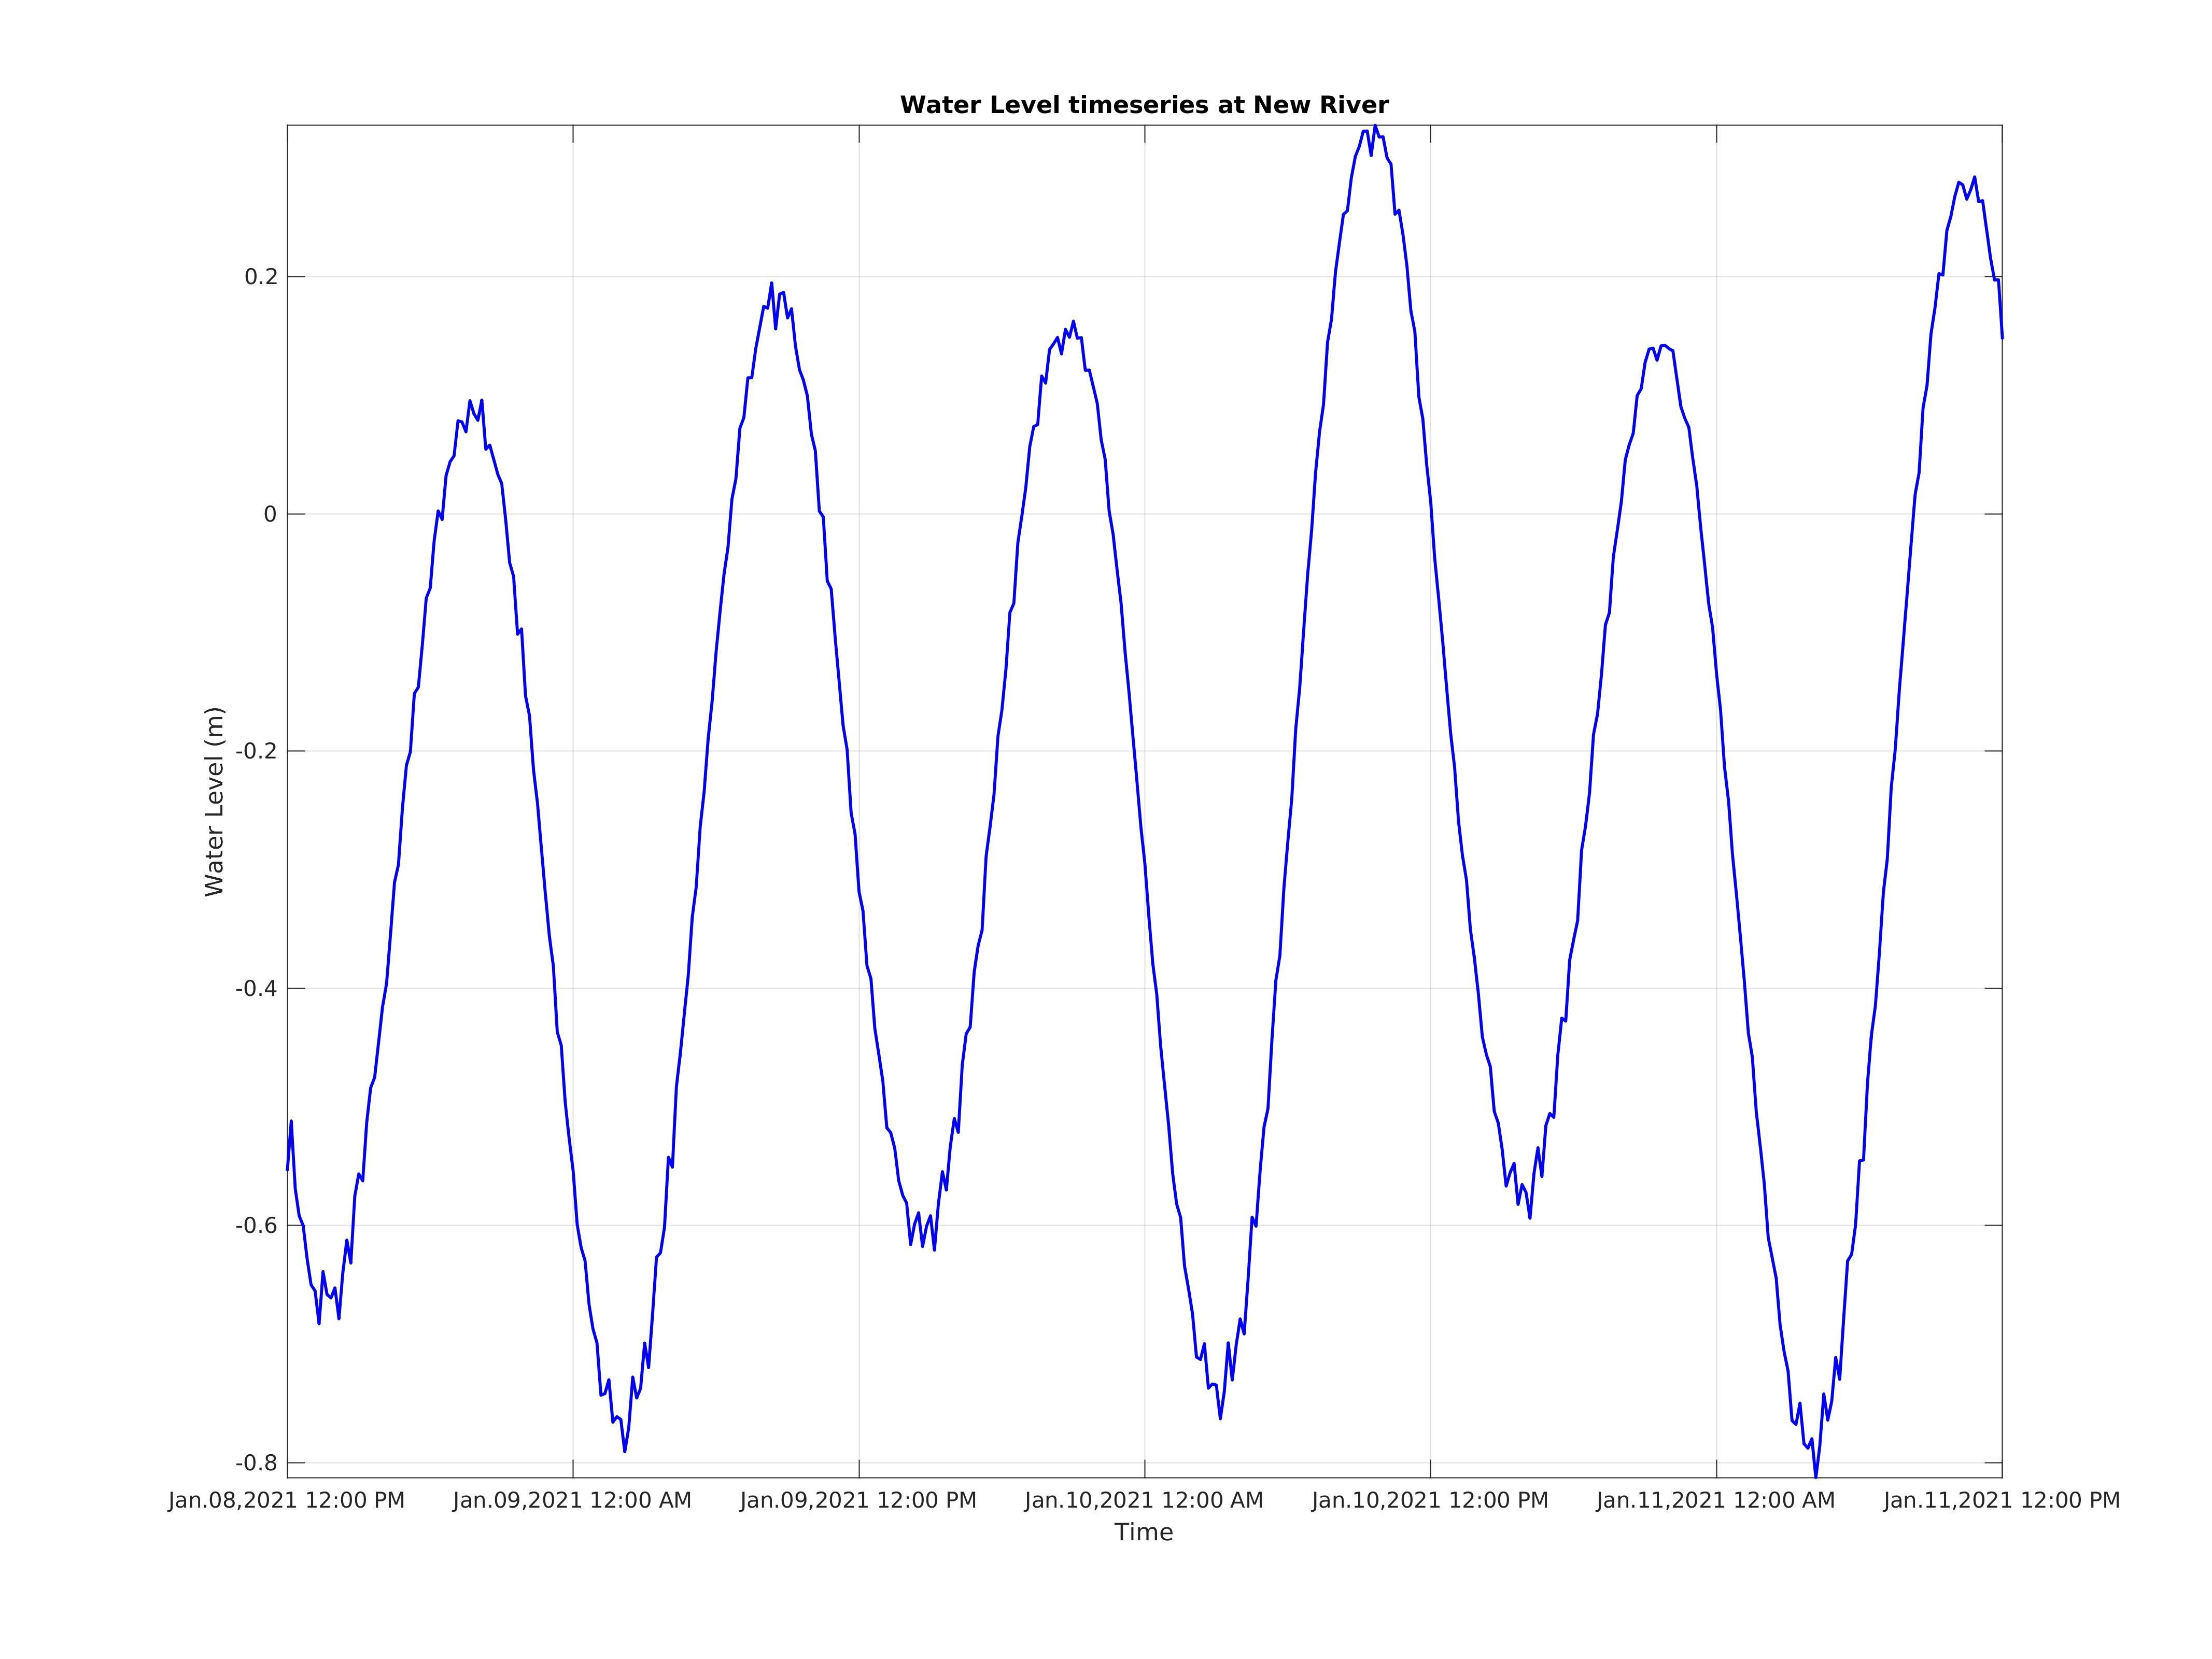 Water Level timeseries at New River
0.2
0
-0.2
-0.4
-0.6
-0.8
Water Level (m)
Jan.08,2021 12:00 PM
Jan.09,2021 12:00 AM
Jan.09,2021 12:00 PM
Jan.10,2021 12:00 AM
Jan.10,2021 12:00 PM
Jan.11,2021 12:00 AM
Jan.11,2021 12:00 PM
Time